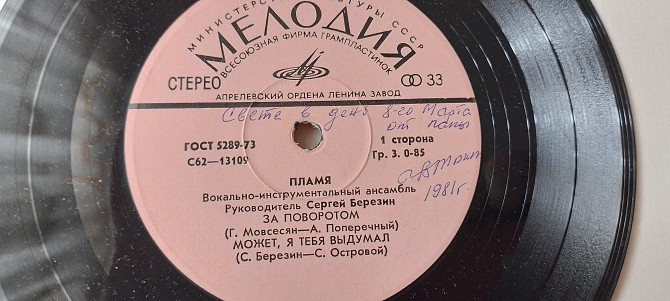 МИНИСТЕРСТВО КУЛЬТУРЫ СССР
МЕЛОДИЯ
ВСЕСОЮЗНАЯ ФИРМА ГРАМПЛАСТИНОК
СТЕРЕО
33
АПРЕЛЕВСКИЙ ОРДЕНА ЛЕНИНА ЗАВОД
Свете в день 8-го Марта
от папы
ГОСТ 5289-73
1 сторона
С62—13109
Гр. 3. 0-85
1981г.
ПЛАМЯ
Вокально-инструментальный ансамбль
Руководитель Сергей Березин
ЗА ПОВОРОТОМ
(Г. Мовсесян—А. Поперечный)
МОЖЕТ, Я ТЕБЯ ВЫДУМАЛ
(С. Березин—С. Островой)